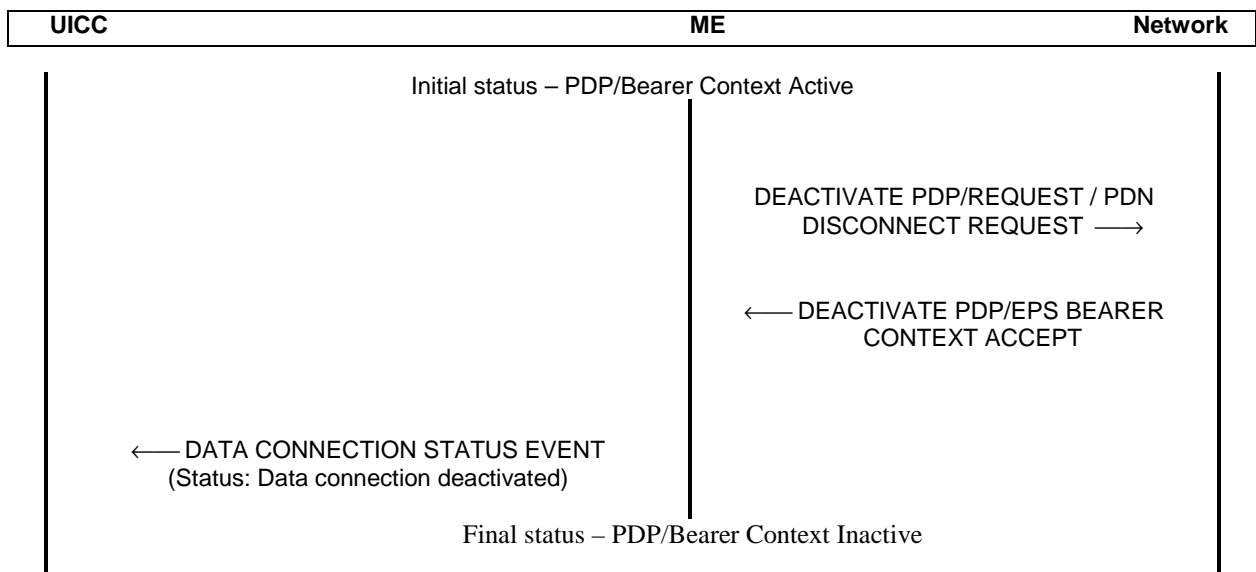 UICC ME Network
Initial status – PDP/Bearer Context Active
DEACTIVATE PDP/REQUEST / PDN
DISCONNECT REQUEST →
← DEACTIVATE PDP/EPS BEARER
CONTEXT ACCEPT
← DATA CONNECTION STATUS EVENT
(Status: Data connection deactivated)
Final status – PDP/Bearer Context Inactive